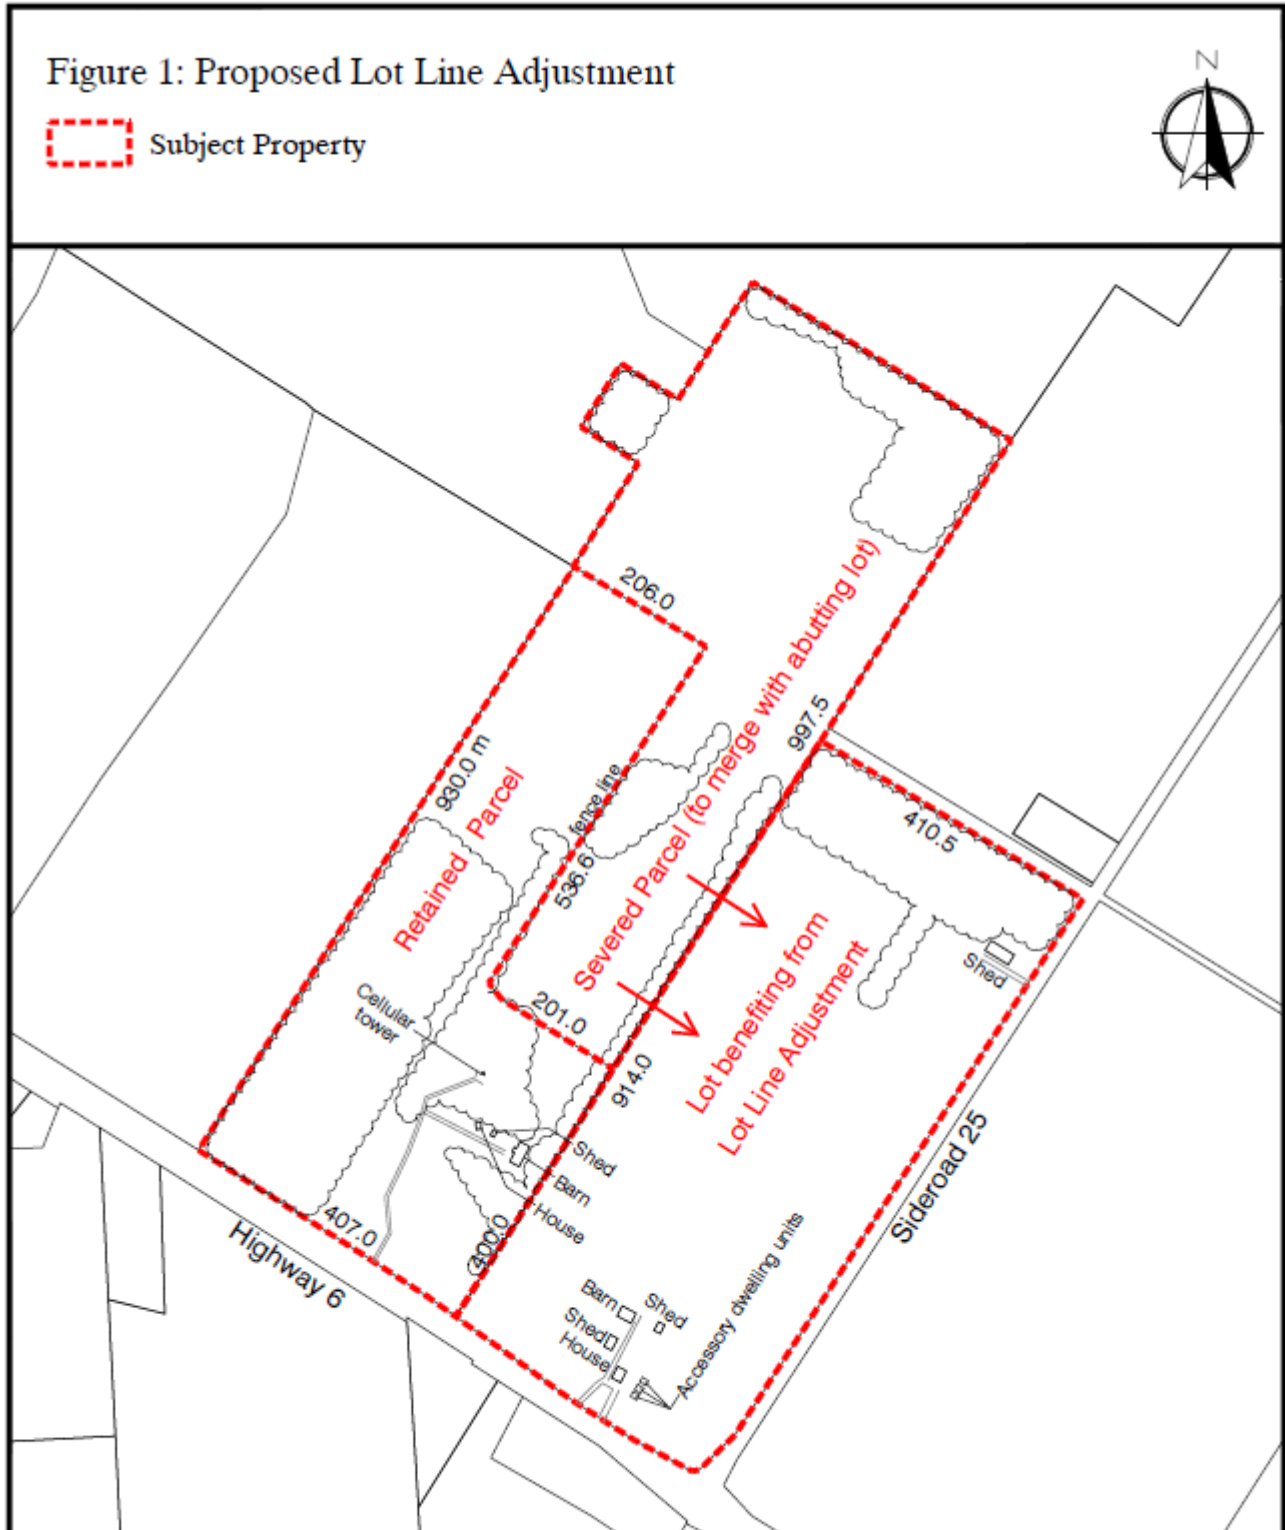 Figure 1: Proposed Lot Line Adjustment
N
Subject Property
206.0
Severed Parcel (to merge with abutting lot)
997.5
930.0 m
Retained Parcel
fence line
536.6
410.5
Shed
Cellular
tower
201.0
Lot benefiting from
Lot Line Adjustment
914.0
Shed
Barn
House
Sideroad 25
407.0
400.0
Highway 6
Barn
Shed
Shed
House
Accessory dwelling units